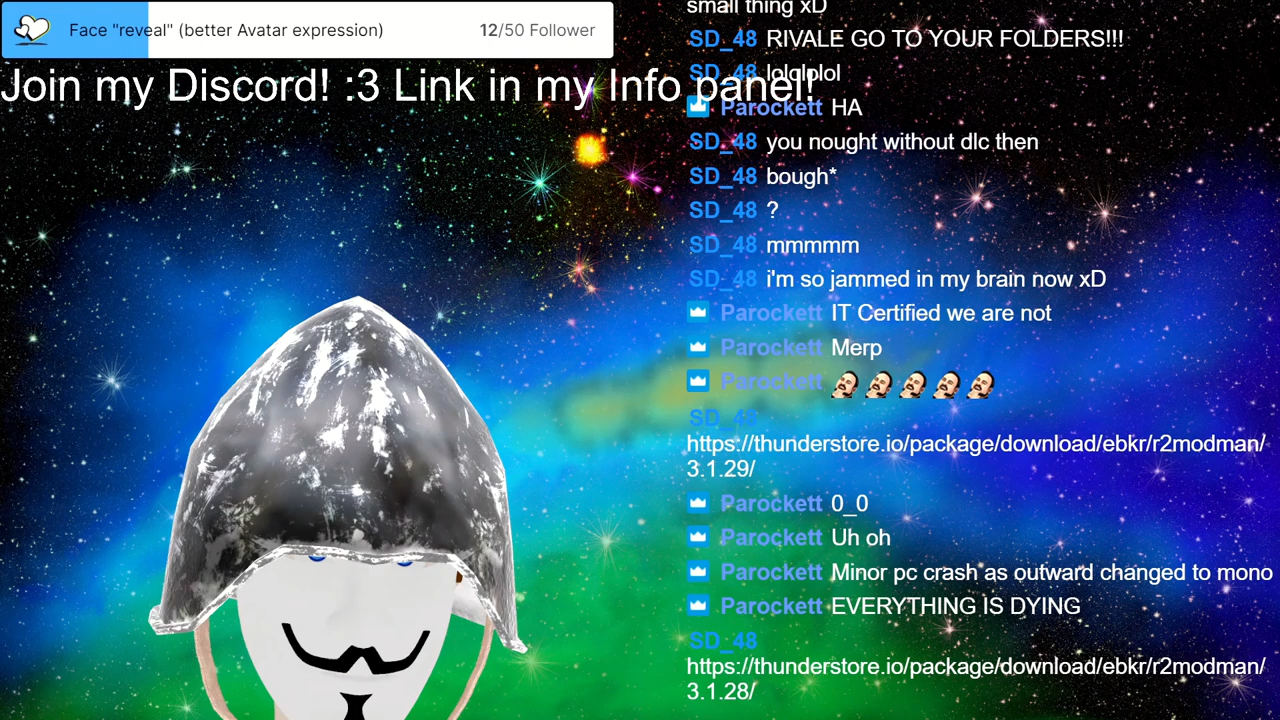 Face "reveal" (better Avatar expression) 12/50 Follower
Join my Discord! :3 Link in my Info panel!
small thing xD
SD_48 RIVALE GO TO YOUR FOLDERS!!!
SD_48 lolclplol
Parockett HA
SD_48 you nought without dlc then
SD_48 bough*
SD_48 ?
SD_48 mmmmm
SD_48 i'm so jammed in my brain now xD
Parockett IT Certified we are not
Parockett Merp
Parockett
SD_48
https://thunderstore.io/package/download/ebkr/r2modman/
3.1.29/
Parockett 0_0
Parockett Uh oh
Parockett Minor pc crash as outward changed to mono
Parockett EVERYTHING IS DYING
SD_48
https://thunderstore.io/package/download/ebkr/r2modman/
3.1.28/